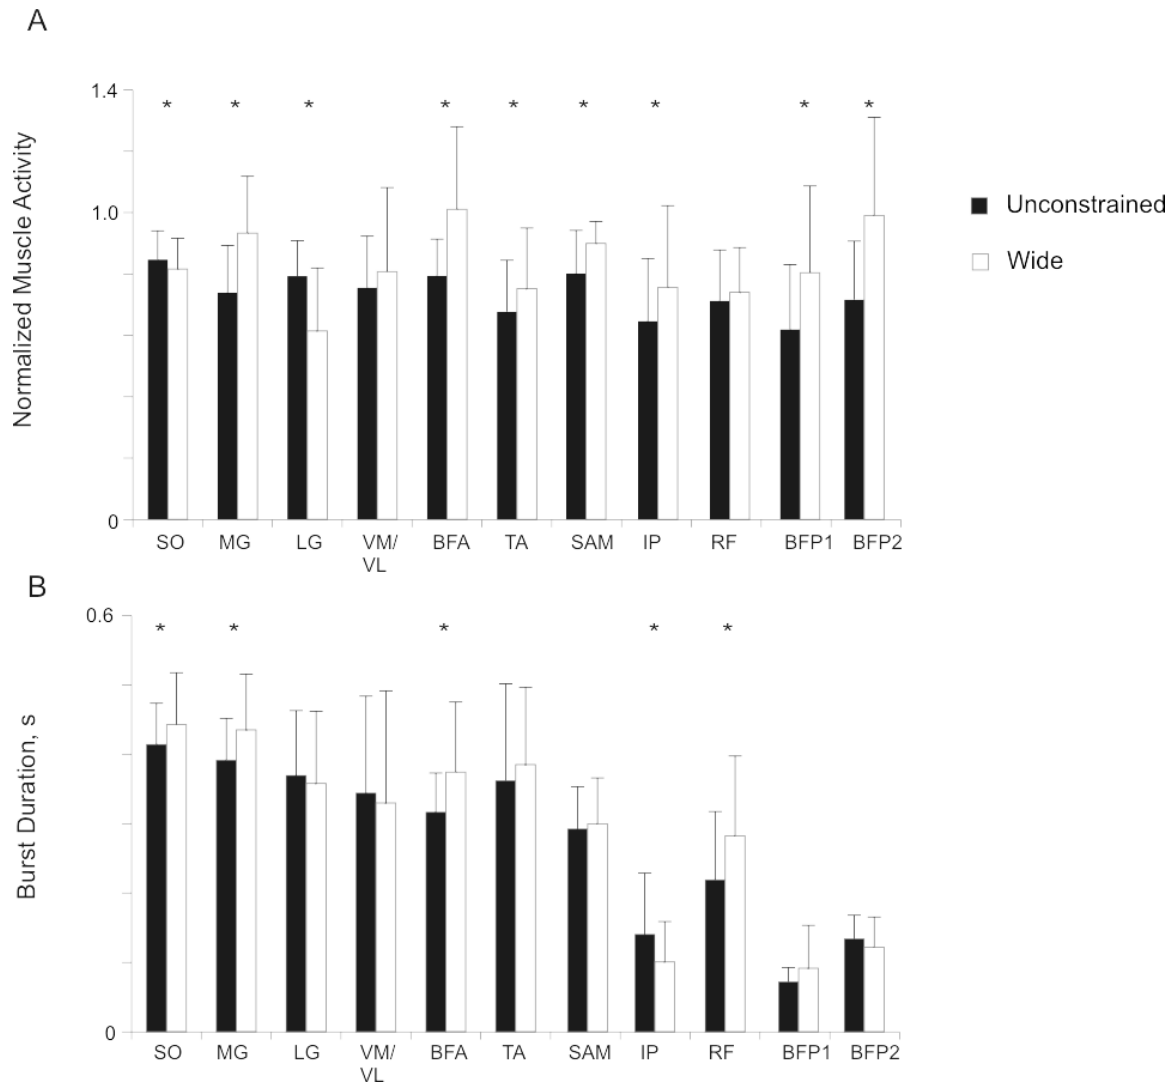 A
1.4
* * * * * * * * *
Normalized Muscle Activity
1.0
Unconstrained
Wide
0
SO MG LG VM/ BFA TA SAM IP RF BFP1 BFP2
VL
B
0.6
* * * * *
Burst Duration, s
0
SO MG LG VM/ BFA TA SAM IP RF BFP1 BFP2
VL